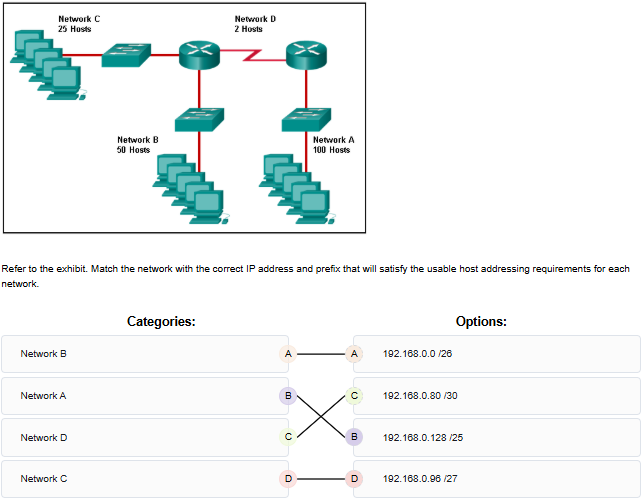 Network C
25 Hosts
Network D
2 Hosts
Network B
50 Hosts
Network A
100 Hosts
Refer to the exhibit. Match the network with the correct IP address and prefix that will satisfy the usable host addressing requirements for each
network.
Categories:
Options:
Network B
A
A
192.168.0.0 /26
Network A
B
C
192.168.0.80 /30
Network D
C
B
192.168.0.128 /25
Network C
D
D
192.168.0.96 /27